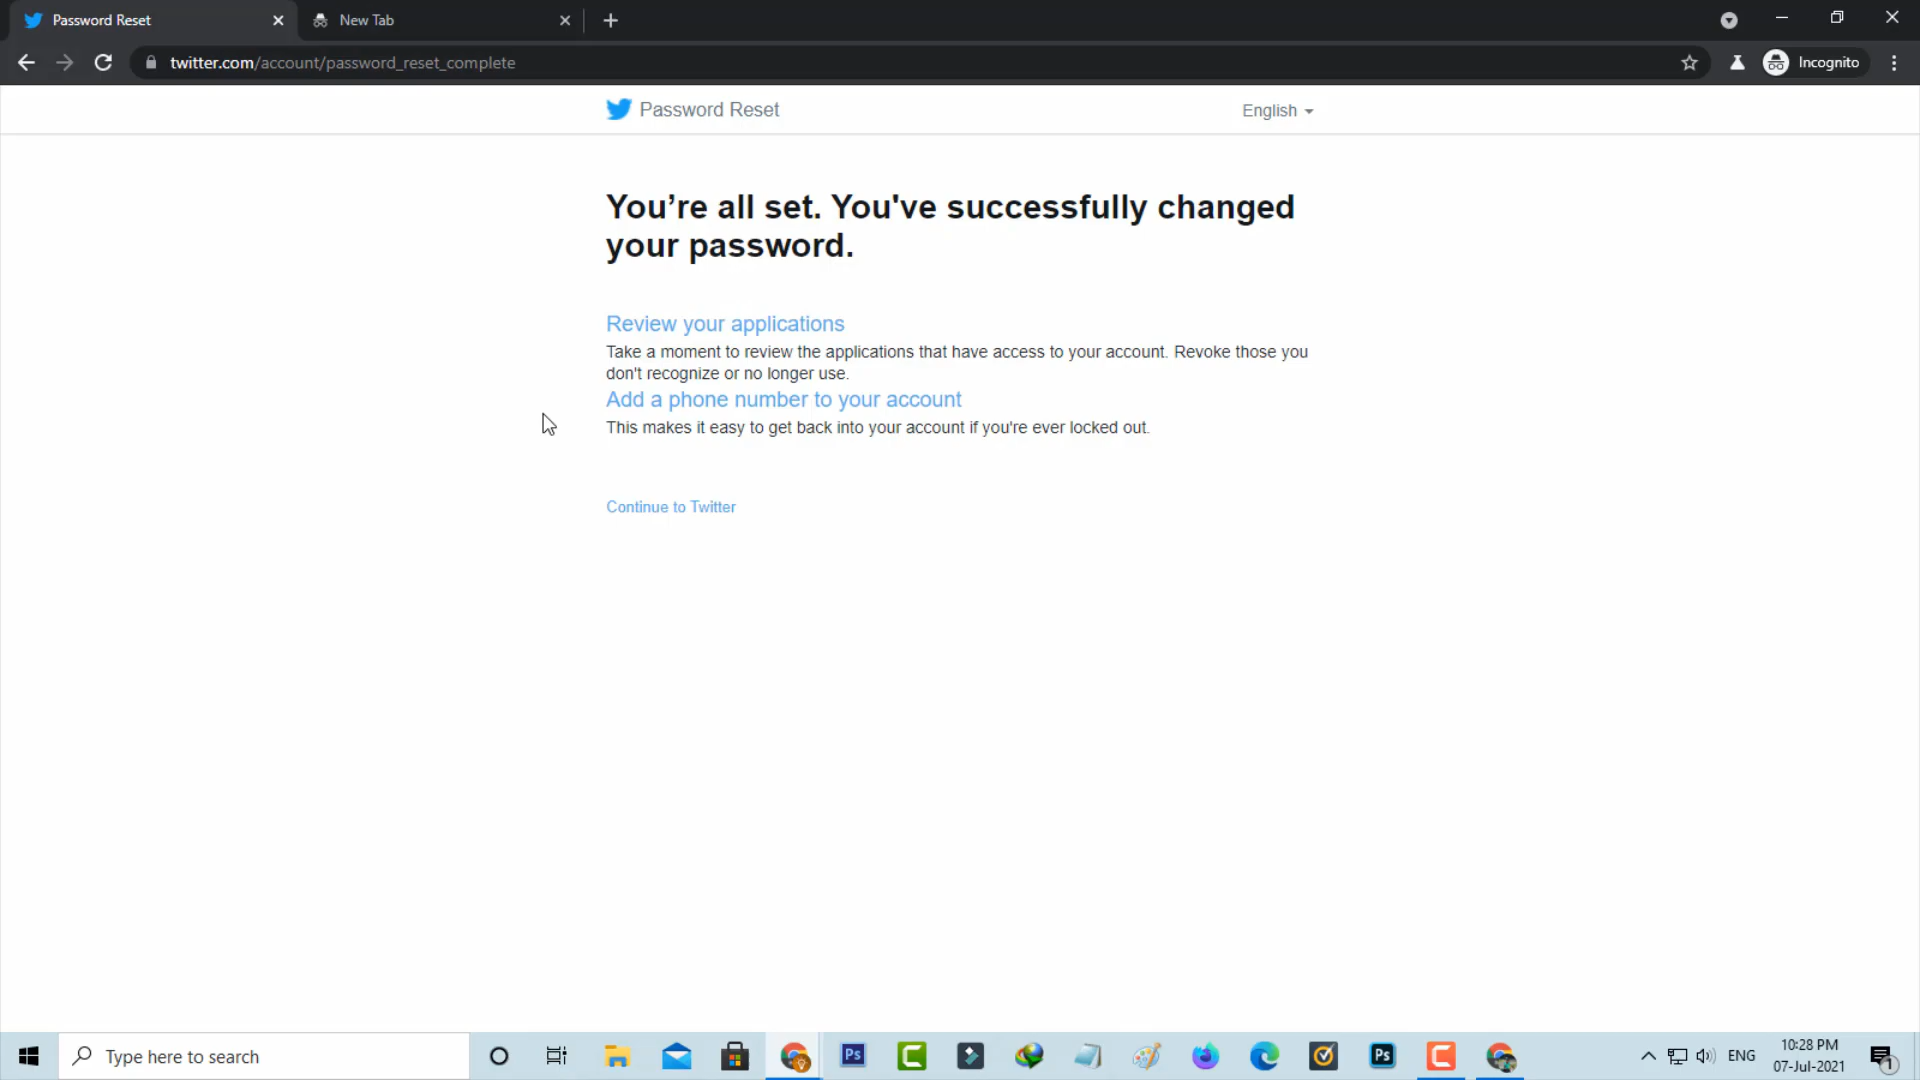 Password Reset
New Tab
twitter.com/account/password_reset_complete
Incognito
Password Reset
English
You’re all set. You've successfully changed
your password.
Review your applications
Take a moment to review the applications that have access to your account. Revoke those you
don't recognize or no longer use.
Add a phone number to your account
This makes it easy to get back into your account if you're ever locked out.
Continue to Twitter
Type here to search
Ps
Ps
ENG
10:28 PM
07-Jul-2021
1